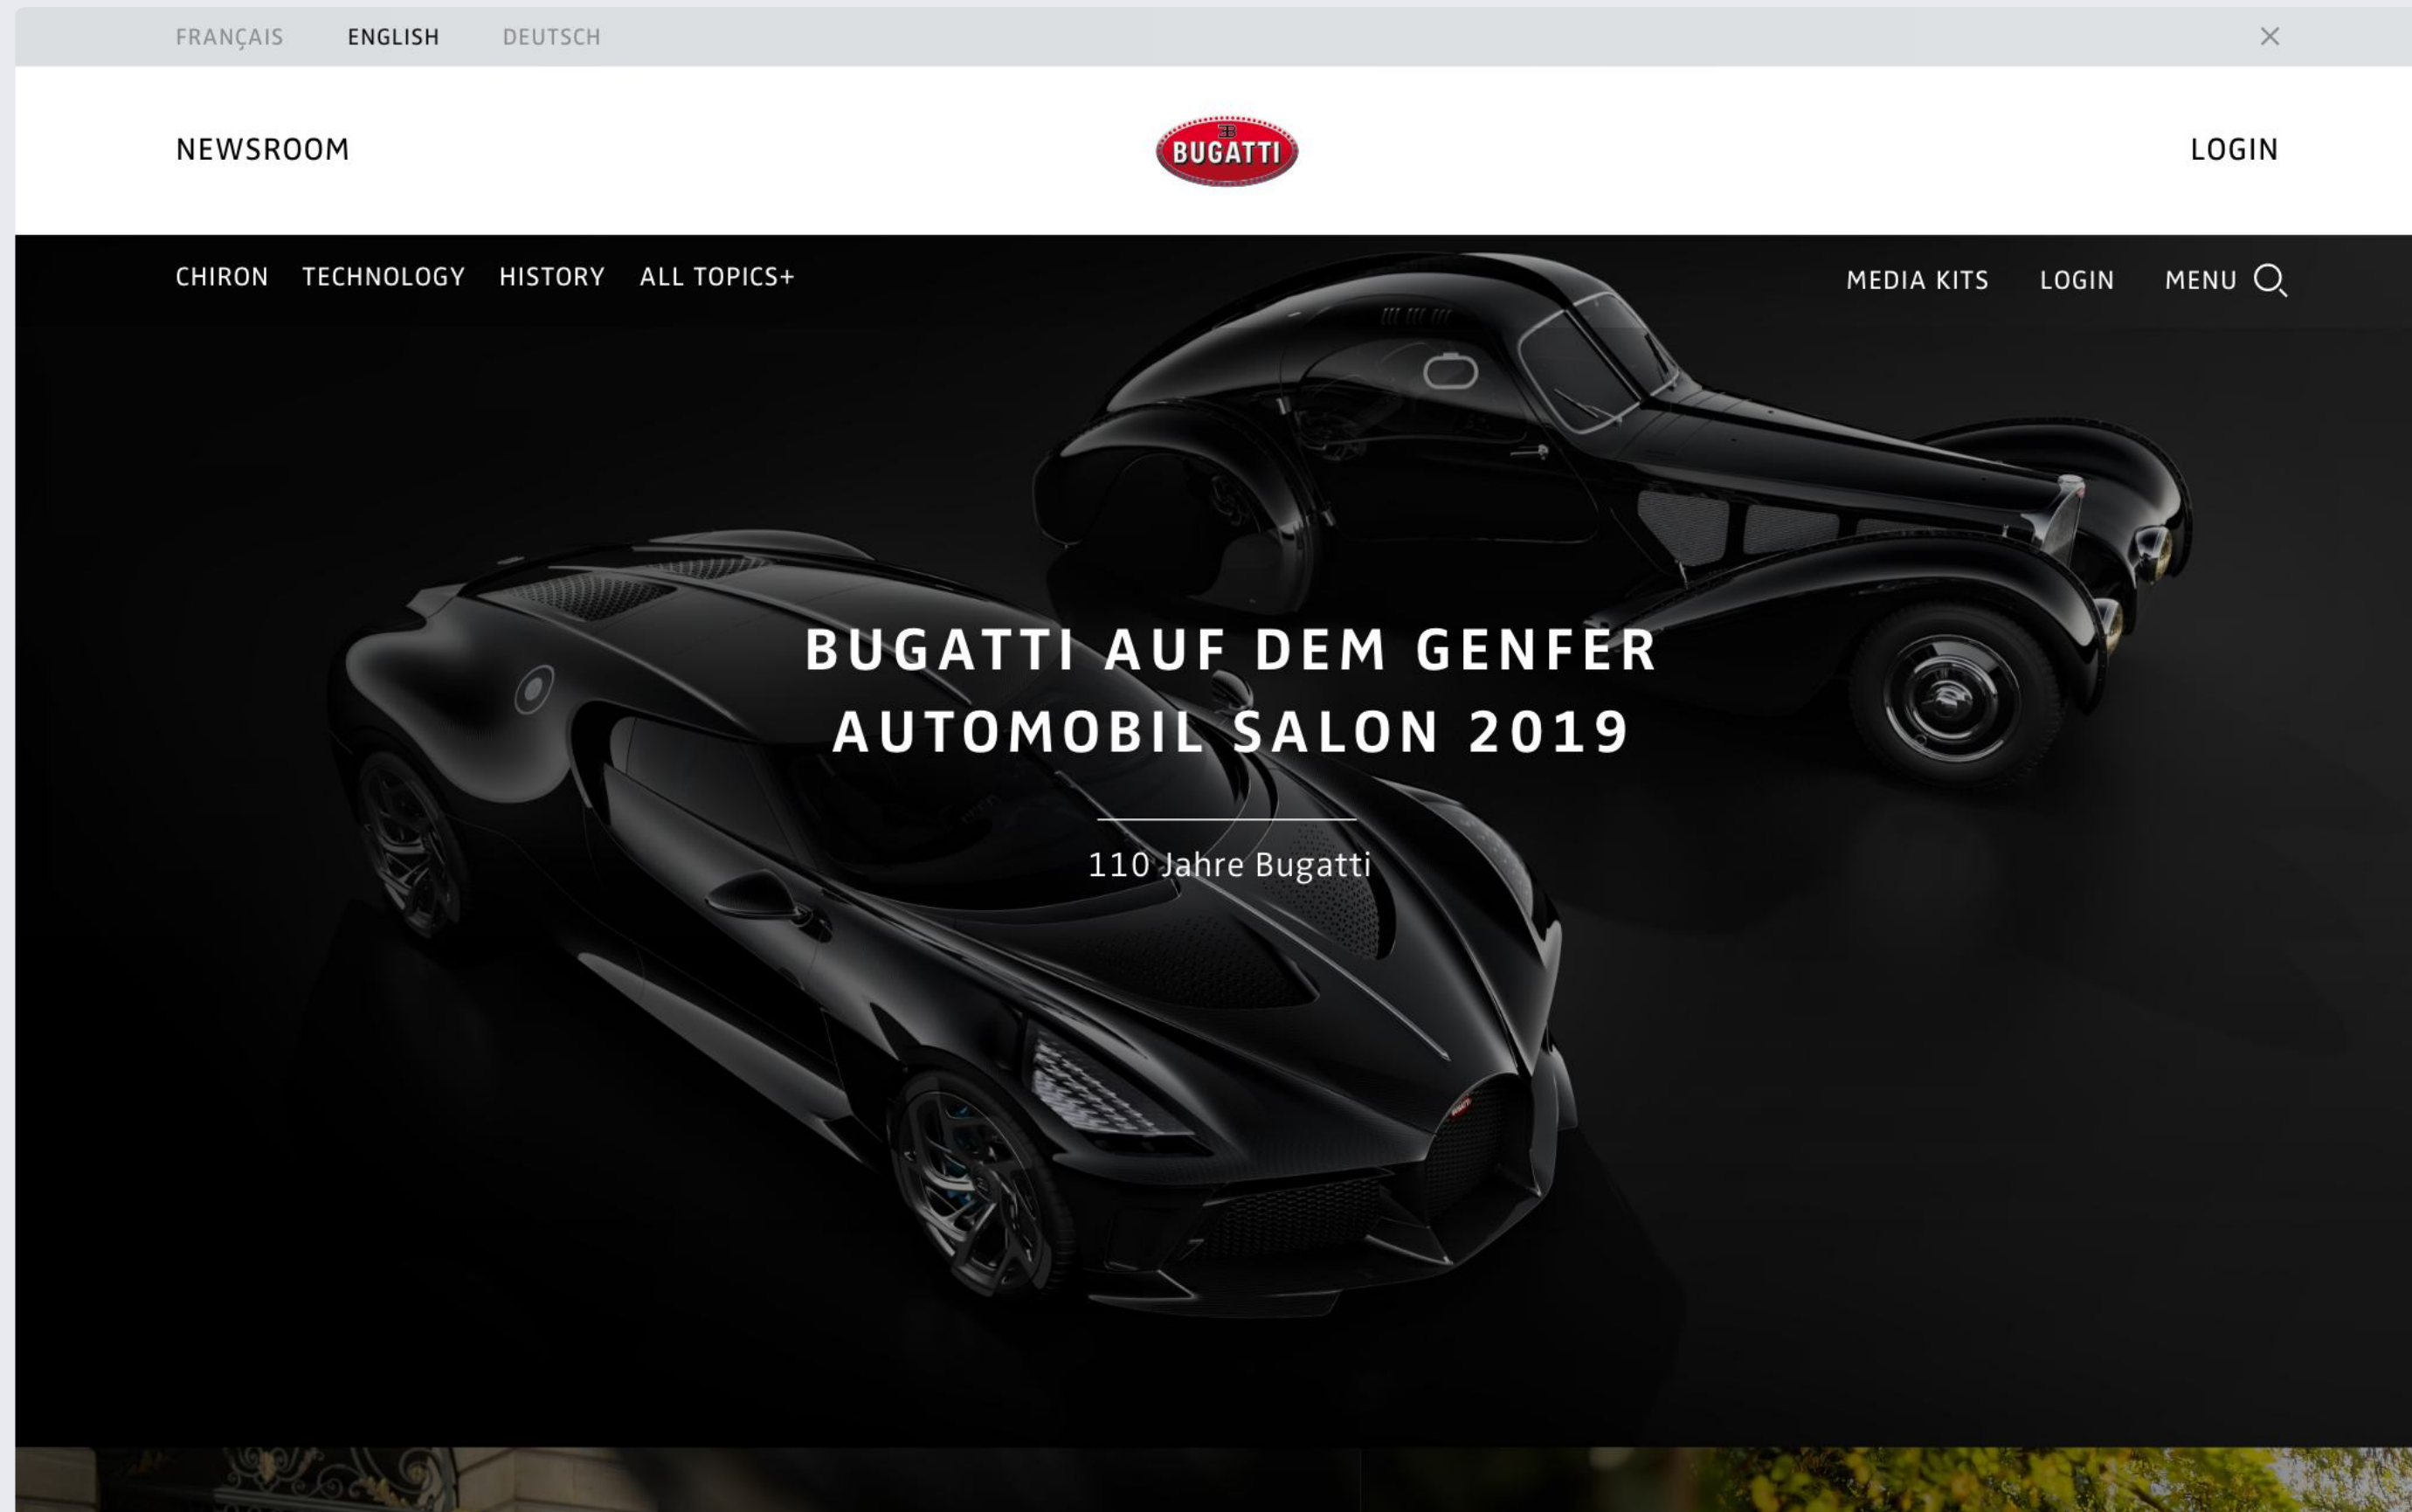 FRANÇAIS ENGLISH DEUTSCH
NEWSROOM
EB
BUGATTI
LOGIN
CHIRON TECHNOLOGY HISTORY ALL TOPICS+
MEDIA KITS LOGIN MENU
BUGATTI AUF DEM GENFER
AUTOMOBIL SALON 2019
110 Jahre Bugatti